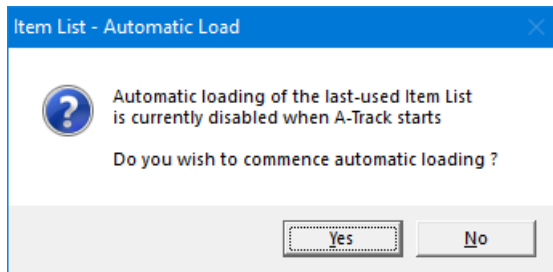 Item List - Automatic Load
Automatic loading of the last-used Item List
is currently disabled when A-Track starts
Do you wish to commence automatic loading ?
Yes
No